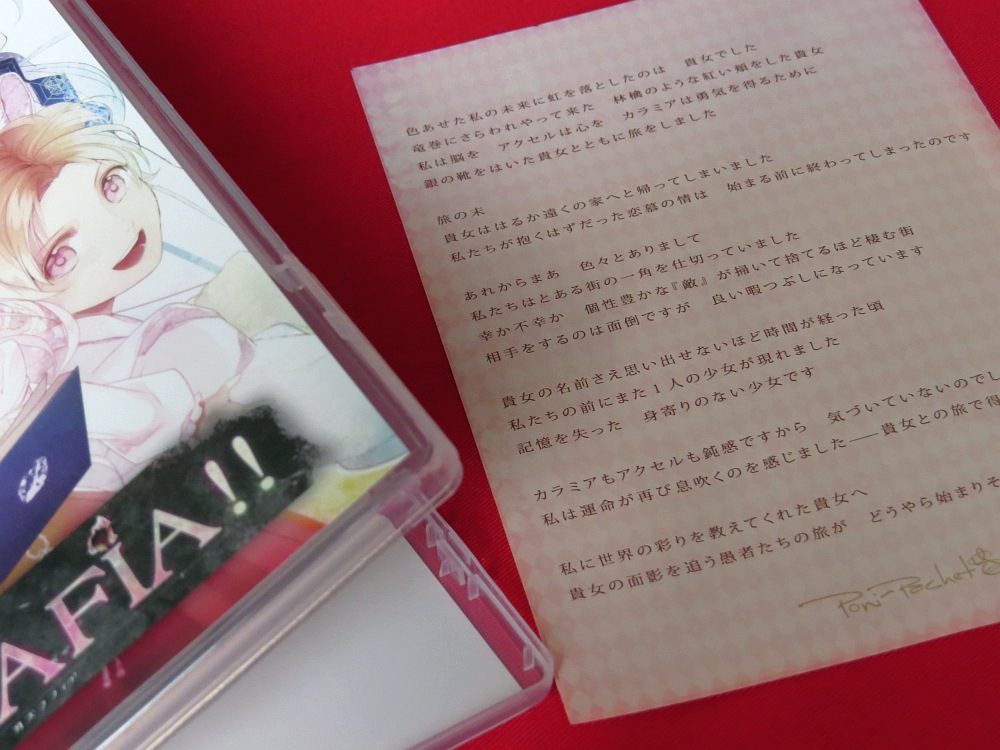 色あせた私の未来に虹を落としたのは　貴女でした
竜巻にさらわれやって来た　林檎のような紅い頬をした貴女
私は脳を　アクセルは心を　カラミアは勇気を得るために
銀の靴をはいた貴女とともに旅をしました
旅の末
貴女ははるか遠くの家へと帰ってしまいました
私たちが抱くはずだった恋慕の情は　始まる前に終わってしまったのです
あれからまあ　色々とありまして
私たちはとある街の一角を仕切っていました
幸か不幸か　個性豊かな『敵』が掃いて捨てるほど棲む街
相手をするのは面倒ですが　良い暇つぶしになっています
貴女の名前さえ思い出せないほど時間が経った頃
私たちの前にまた1人の少女が現れました
記憶を失った　身寄りのない少女です
カラミアもアクセルも鈍感ですから　気づいていないのでし
私は運命が再び息吹くのを感じました――貴女との旅で得
私に世界の彩りを教えてくれた貴女へ
貴女の面影を追う愚者たちの旅が　どうやら始まりそ
Poni-Pachet
AFIA!!